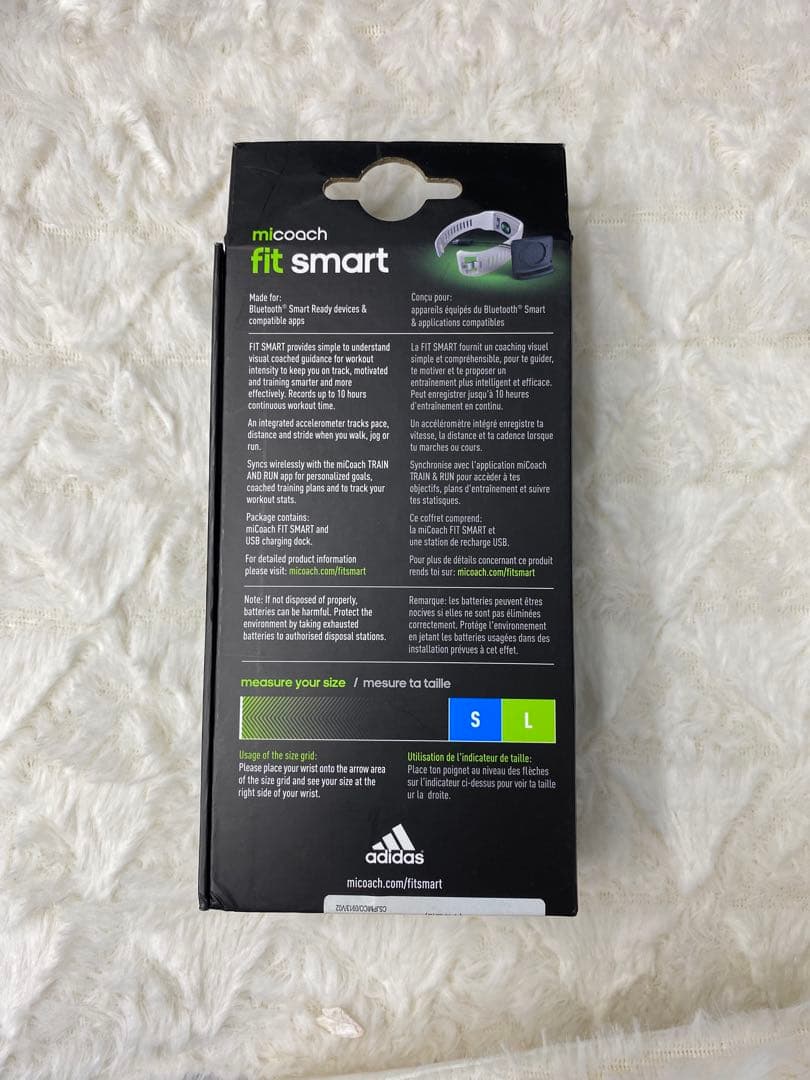 micoach
fit smart
Made for:
Bluetooth® Smart Ready devices &
compatible apps
Conçu pour:
appareils équipés du Bluetooth® Smart
& applications compatibles
FIT SMART provides simple to understand
visual coached guidance for workout
intensity to keep you on track, motivated
and training smarter and more
effectively. Records up to 10 hours
continuous workout time.
An integrated accelerometer tracks pace,
distance and stride when you walk, jog or
run.
Syncs wirelessly with the miCoach TRAIN
AND RUN app for personalized goals,
coached training plans and to track your
workout stats.
Package contains:
miCoach FIT SMART and
USB charging dock.
For detailed product information
please visit: micoach.com/fitsmart
La FIT SMART fournit un coaching visuel
simple et compréhensible, pour te guider,
te motiver et te proposer un
entraînement plus intelligent et efficace.
Peut enregistrer jusqu'à 10 heures
d'entraînement en continu.
Un accéléromètre intégré enregistre ta
vitesse, la distance et ta cadence lorsque
tu marches ou cours.
Synchronise avec l'application miCoach
TRAIN & RUN pour accèder à tes
objectifs, plans d'entraînement et suivre
tes statisques.
Ce coffret comprend:
la miCoach FIT SMART et
une station de recharge USB.
Pour plus de détails concernant ce produit
rends toi sur: micoach.com/fitsmart
Note: If not disposed of properly,
batteries can be harmful. Protect the
environment by taking exhausted
batteries to authorised disposal stations.
Remarque: les batteries peuvent êtres
nocives si elles ne sont pas éliminées
correctement. Protège l'environnement
en jetant les batteries usagées dans des
installation prévues à cet effet.
measure your size / mesure ta taille
S L
Usage of the size grid:
Please place your wrist onto the arrow area
of the size grid and see your size at the
right side of your wrist.
Utilisation de l'indicateur de taille:
Place ton poignet au niveau des flèches
sur l'indicateur ci-dessus pour voir ta taille
ur la droite.
adidas
micoach.com/fitsmart